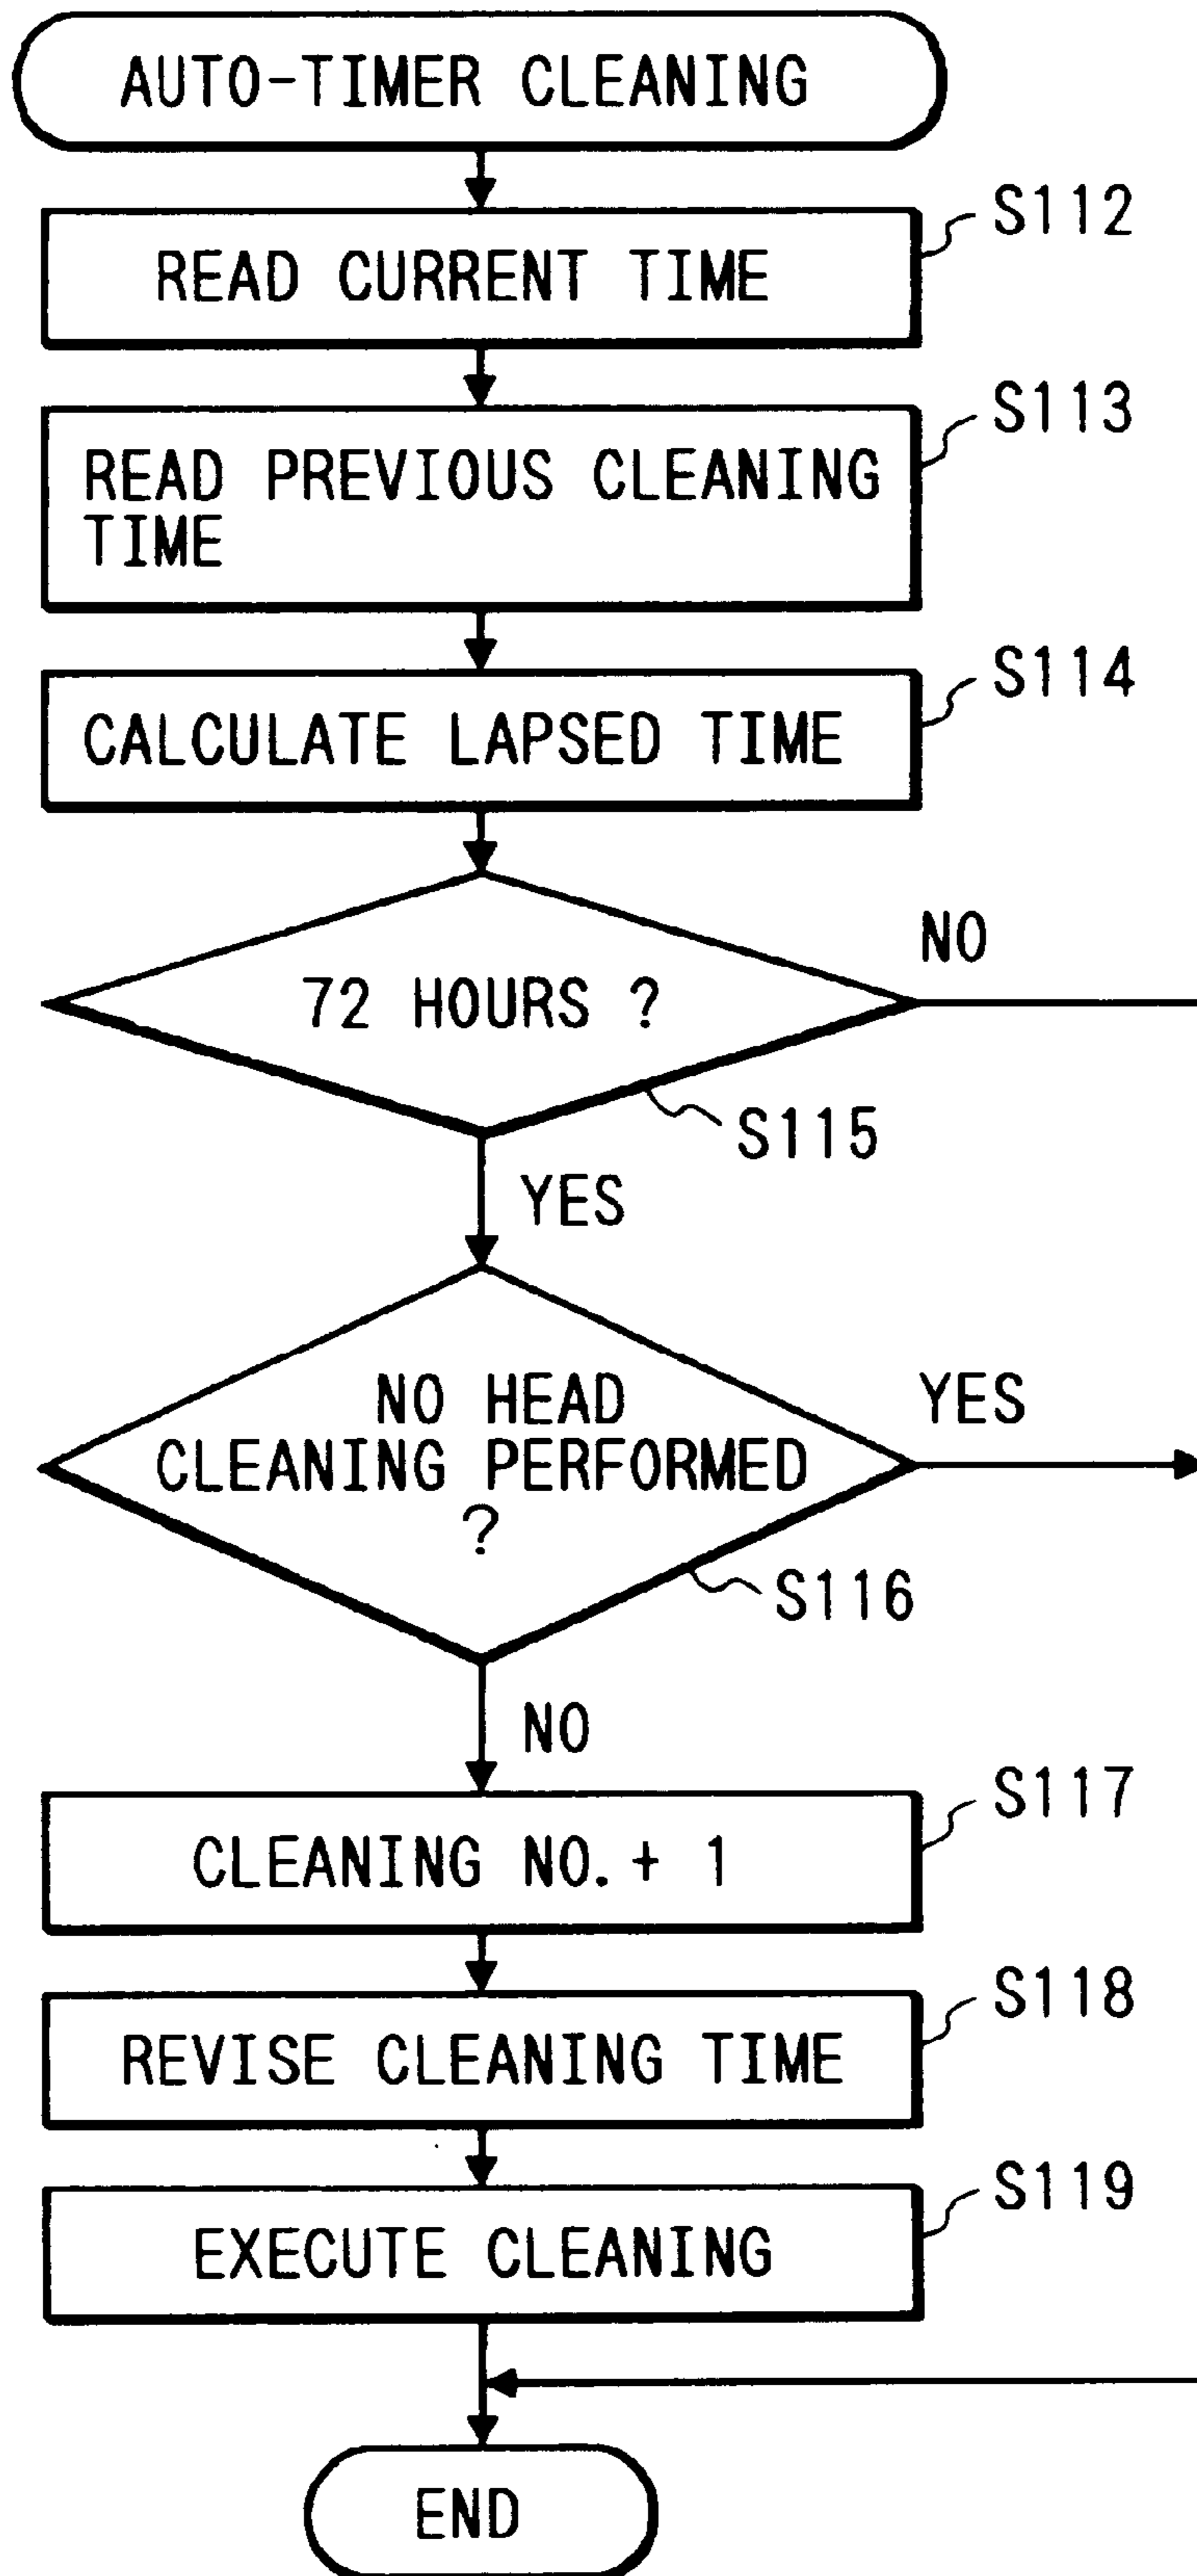 AUTO-TIMER CLEANING
S112
READ CURRENT TIME
S113
READ PREVIOUS CLEANING
TIME
S114
CALCULATE LAPSED TIME
NO
72 HOURS ?
S115
YES
NO HEAD
CLEANING PERFORMED
?
YES
S116
NO
S117
CLEANING NO. + 1
S118
REVISE CLEANING TIME
S119
EXECUTE CLEANING
END